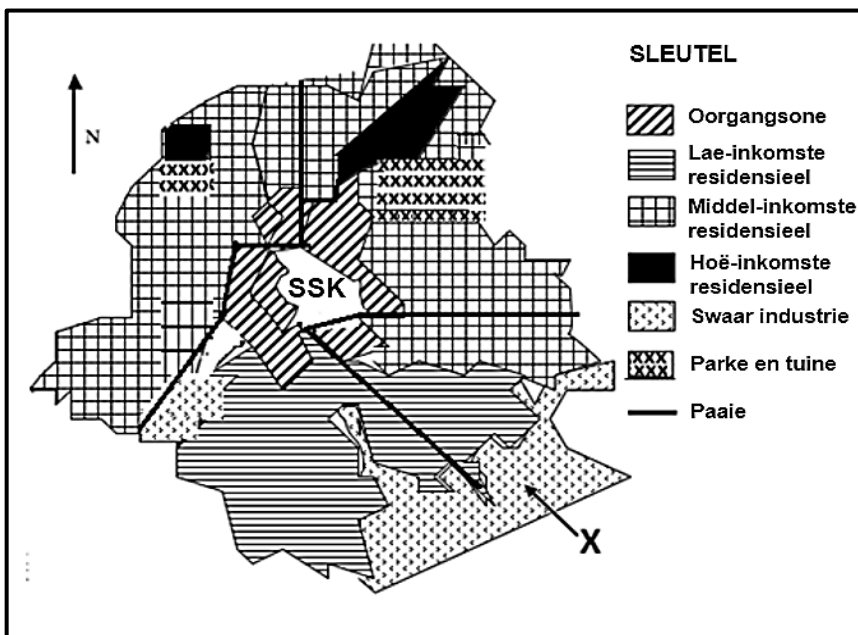 SLEUTEL
N
Oorgangsone
Lae-inkomste
residensieel
Middel-inkomste
residensieel
Hoë-inkomste
residensieel
SSK
Swaar industrie
Parke en tuine
Paaie
X